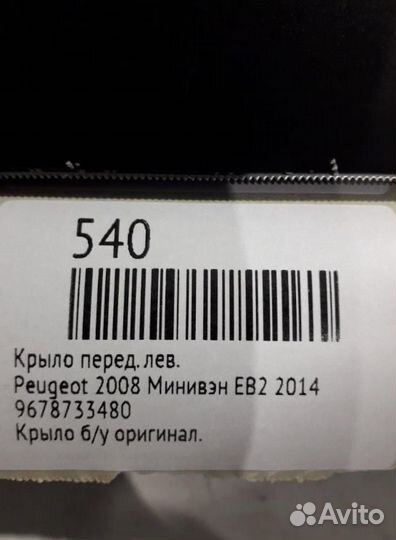 540
Крыло перед. лев.
Peugeot 2008 Минивэн EB2 2014
9678733480
Крыло б/у оригинал.
Avito